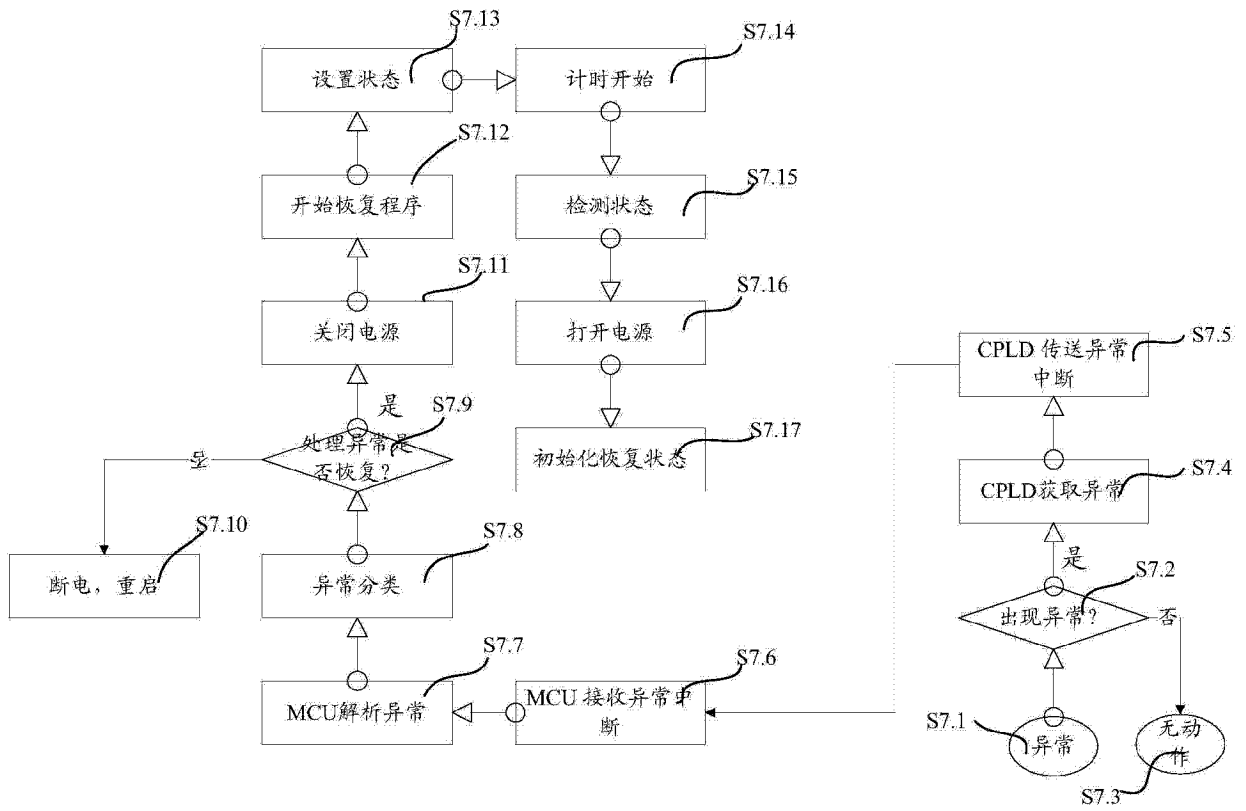 S7.13
设置状态
S7.14
计时开始
S7.12
开始恢复程序
S7.15
检测状态
S7.11
关闭电源
S7.16
打开电源
S7.5
CPLD 传送异常
中断
是
S7.9
处理异常是
否恢复?
否
S7.17
初始化恢复状态
S7.4
CPLD获取异常
S7.10
断电，重启
S7.8
异常分类
是
S7.2
出现异常?
否
S7.7
MCU解析异常
S7.6
MCU 接收异常中
断
S7.1
异常
无动
作
S7.3